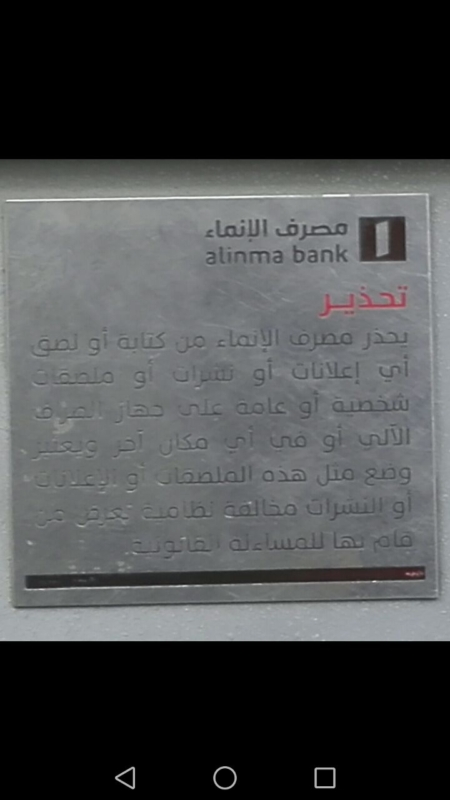 مصرف الإنماء
alinma bank
تحذير
يحذر مصرف الإنماء من كتابة أو لصق
أي إعلانات أو نشرات أو ملصقات
شخصية أو عامة على جهاز الصرف
الآلي أو في أي مكان آخر ويعتبر
وضع مثل هذه الملصقات أو الإعلانات
أو النشرات مخالفة نظامية تعرض من
قام بها للمساءلة القانونية.